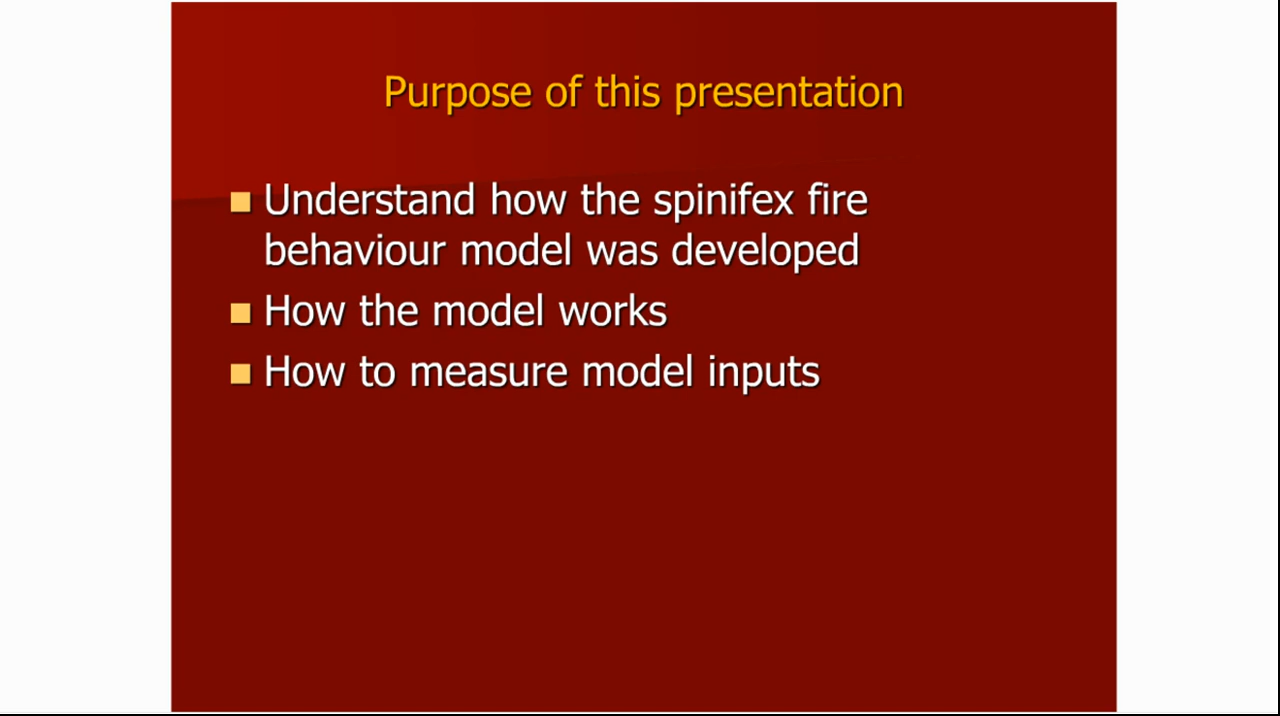 Purpose of this presentation
Understand how the spinifex fire
behaviour model was developed
How the model works
How to measure model inputs